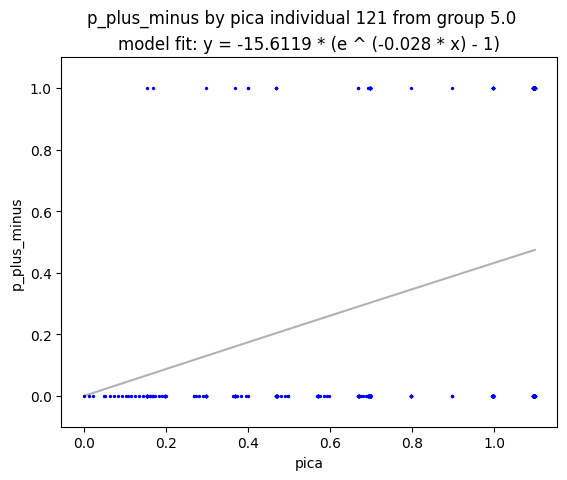 p_plus_minus by pica individual 121 from group 5.0
model fit: y = -15.6119 * (e ^ (-0.028 * x) - 1)
1.0
0.8
0.6
0.4
0.2
0.0
p_plus_minus
0.0 0.2 0.4 0.6 0.8 1.0
pica